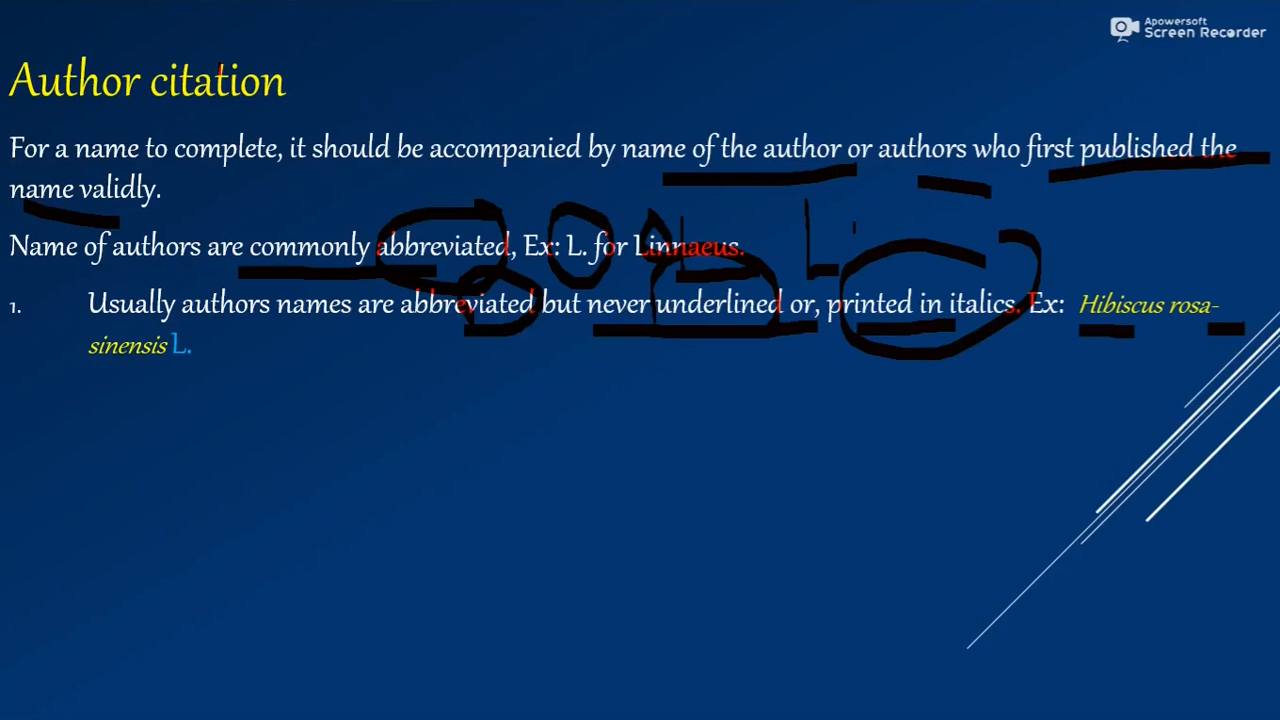 Apowersoft
Screen Recorder
Author citation
For a name to complete, it should be accompanied by name of the author or authors who first published the
name validly.
Name of authors are commonly abbreviated, Ex: L. for Linnaeus.
1. Usually authors names are abbreviated but never underlined or, printed in italics. Ex: Hibiscus rosa-
sinensis L.